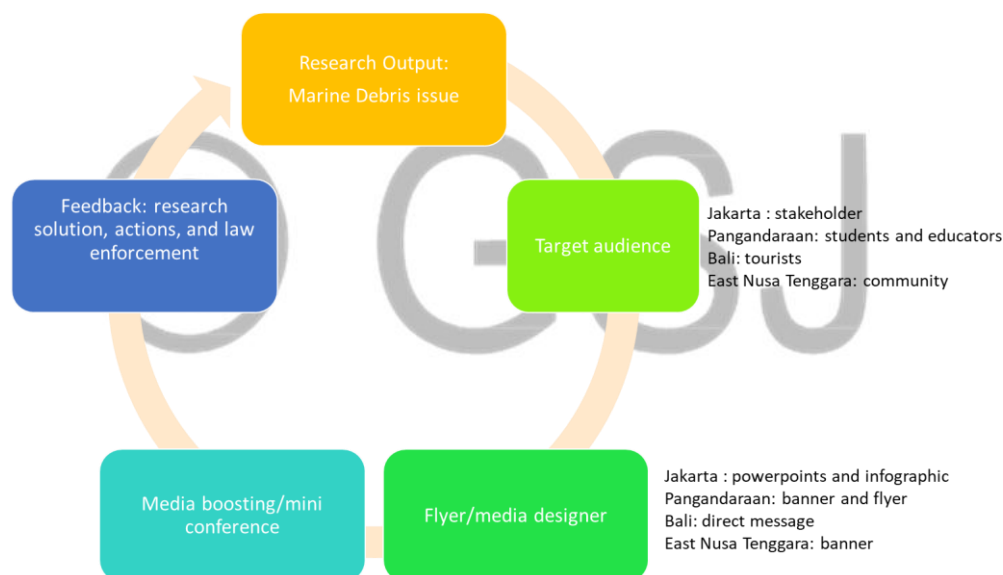 Research Output:
Marine Debris issue
Target audience
Jakarta : stakeholder
Pangandaraan: students and educators
Bali: tourists
East Nusa Tenggara: community
Flyer/media designer
Jakarta : powerpoints and infographic
Pangandaraan: banner and flyer
Bali: direct message
East Nusa Tenggara: banner
Media boosting/mini
conference
Feedback: research
solution, actions, and law
enforcement
GSJ